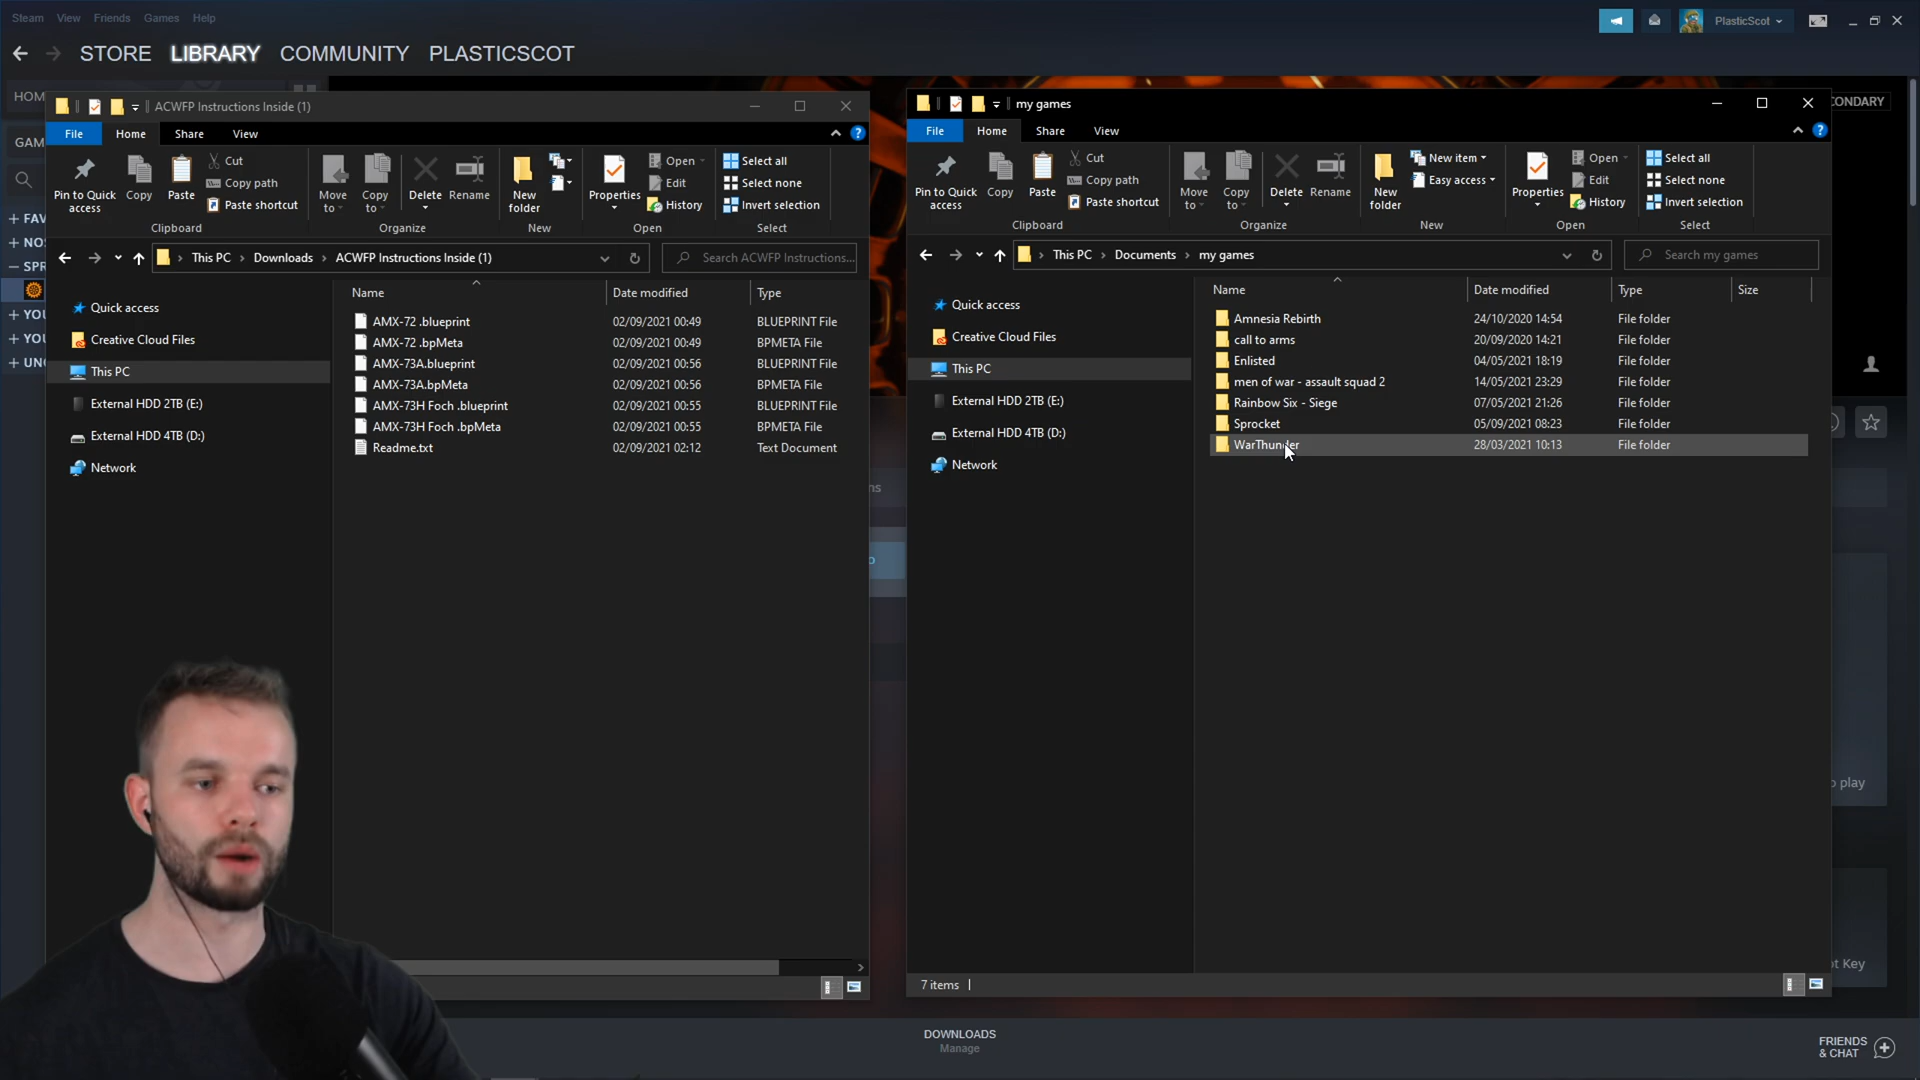 Steam View Friends Games Help
PLASTICSCOT
STORE LIBRARY COMMUNITY PLASTICSCOT
HOM
GAM
+ FAV
+ NO
— SPR
+ YOU
+ YOU
+ UN
ONDARY
ns
o play
t Key
ACWFP Instructions Inside (1)
File Home Share View
Pin to Quick access
Copy
Paste
Cut
Copy path
Paste shortcut
Clipboard
Move to
Copy to
Delete
Rename
Organize
New folder
New
Properties
Open
Edit
History
Open
Select all
Select none
Invert selection
Select
This PC > Downloads > ACWFP Instructions Inside (1)
Search ACWFP Instructions...
Quick access
Creative Cloud Files
This PC
External HDD 2TB (E:)
External HDD 4TB (D:)
Network
Name Date modified Type
AMX-72 .blueprint 02/09/2021 00:49 BLUEPRINT File
AMX-72 .bpMeta 02/09/2021 00:49 BPMETA File
AMX-73A.blueprint 02/09/2021 00:56 BLUEPRINT File
AMX-73A.bpMeta 02/09/2021 00:56 BPMETA File
AMX-73H Foch .blueprint 02/09/2021 00:55 BLUEPRINT File
AMX-73H Foch .bpMeta 02/09/2021 00:55 BPMETA File
Readme.txt 02/09/2021 02:12 Text Document
my games
File Home Share View
Pin to Quick access
Copy
Paste
Cut
Copy path
Paste shortcut
Clipboard
Move to
Copy to
Delete
Rename
Organize
New folder
New item
Easy access
New
Properties
Open
Edit
History
Open
Select all
Select none
Invert selection
Select
This PC > Documents > my games
Search my games
Quick access
Creative Cloud Files
This PC
External HDD 2TB (E:)
External HDD 4TB (D:)
Network
Name Date modified Type Size
Amnesia Rebirth 24/10/2020 14:54 File folder
call to arms 20/09/2020 14:21 File folder
Enlisted 04/05/2021 18:19 File folder
men of war - assault squad 2 14/05/2021 23:29 File folder
Rainbow Six - Siege 07/05/2021 21:26 File folder
Sprocket 05/09/2021 08:23 File folder
WarThunder 28/03/2021 10:13 File folder
7 items
DOWNLOADS
Manage
FRIENDS
& CHAT